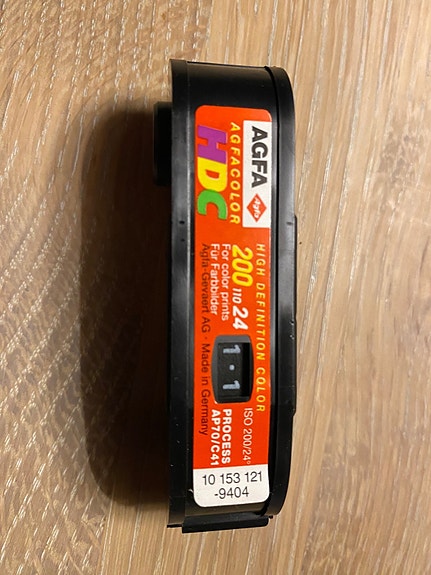 AGFA
Agfa
AGFACOLOR
HDC
HIGH DEFINITION COLOR
200 110 24
For color prints
Für Farbbilder
Agfa-Gevaert AG · Made in Germany
1 · 1
ISO 200/24°
PROCESS
AP70/C41
10 153 121
-9404